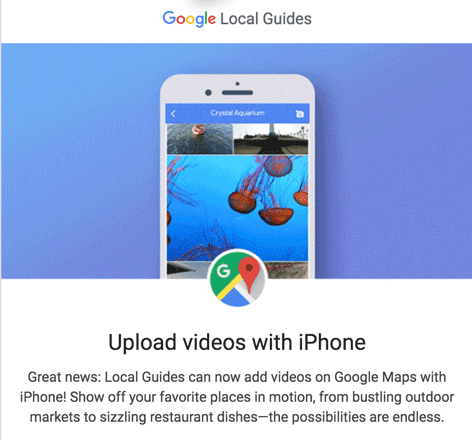 Google Local Guides
Crystal Aquarium
G
Upload videos with iPhone
Great news: Local Guides can now add videos on Google Maps with
iPhone! Show off your favorite places in motion, from bustling outdoor
markets to sizzling restaurant dishes—the possibilities are endless.